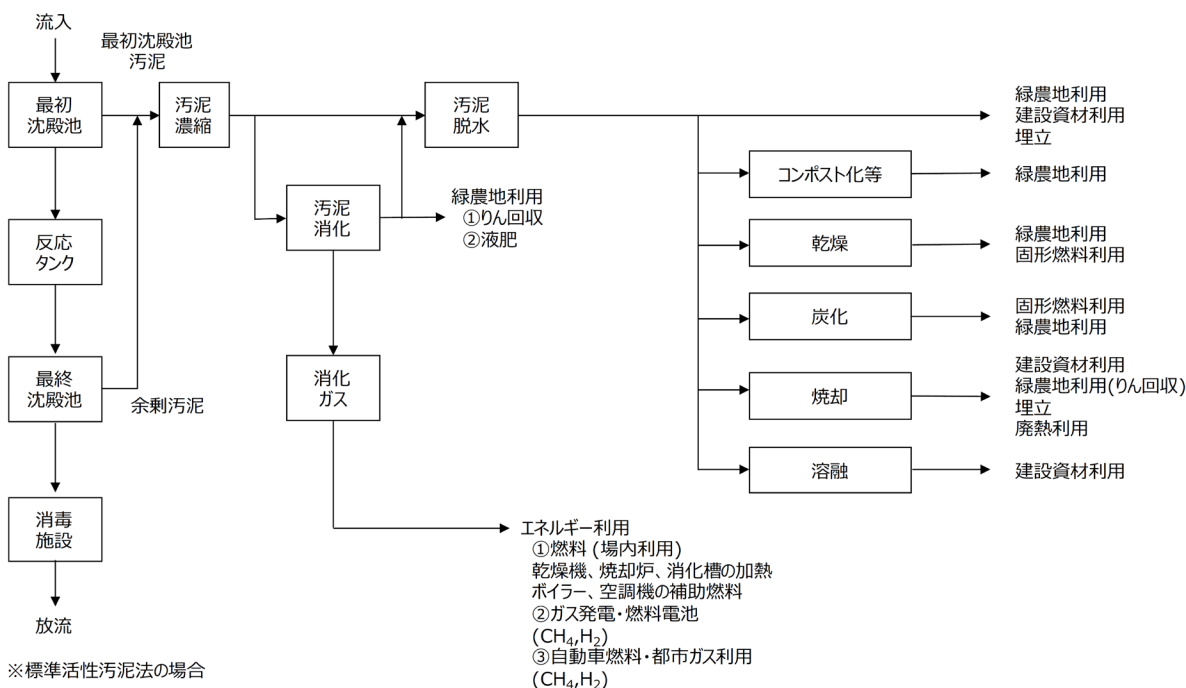 流入
最初沈殿池
汚泥
最初
沈殿池
汚泥
濃縮
汚泥
脱水
緑農地利用
建設資材利用
埋立
コンポスト化等
緑農地利用
汚泥
消化
緑農地利用
①りん回収
②液肥
反応
タンク
乾燥
緑農地利用
固形燃料利用
炭化
固形燃料利用
緑農地利用
最終
沈殿池
余剰汚泥
消化
ガス
焼却
建設資材利用
緑農地利用(りん回収)
埋立
廃熱利用
溶融
建設資材利用
消毒
施設
エネルギー利用
①燃料 (場内利用)
乾燥機、焼却炉、消化槽の加熱
ボイラー、空調機の補助燃料
②ガス発電・燃料電池
(CH₄,H₂)
③自動車燃料・都市ガス利用
(CH₄,H₂)
放流
※標準活性汚泥法の場合